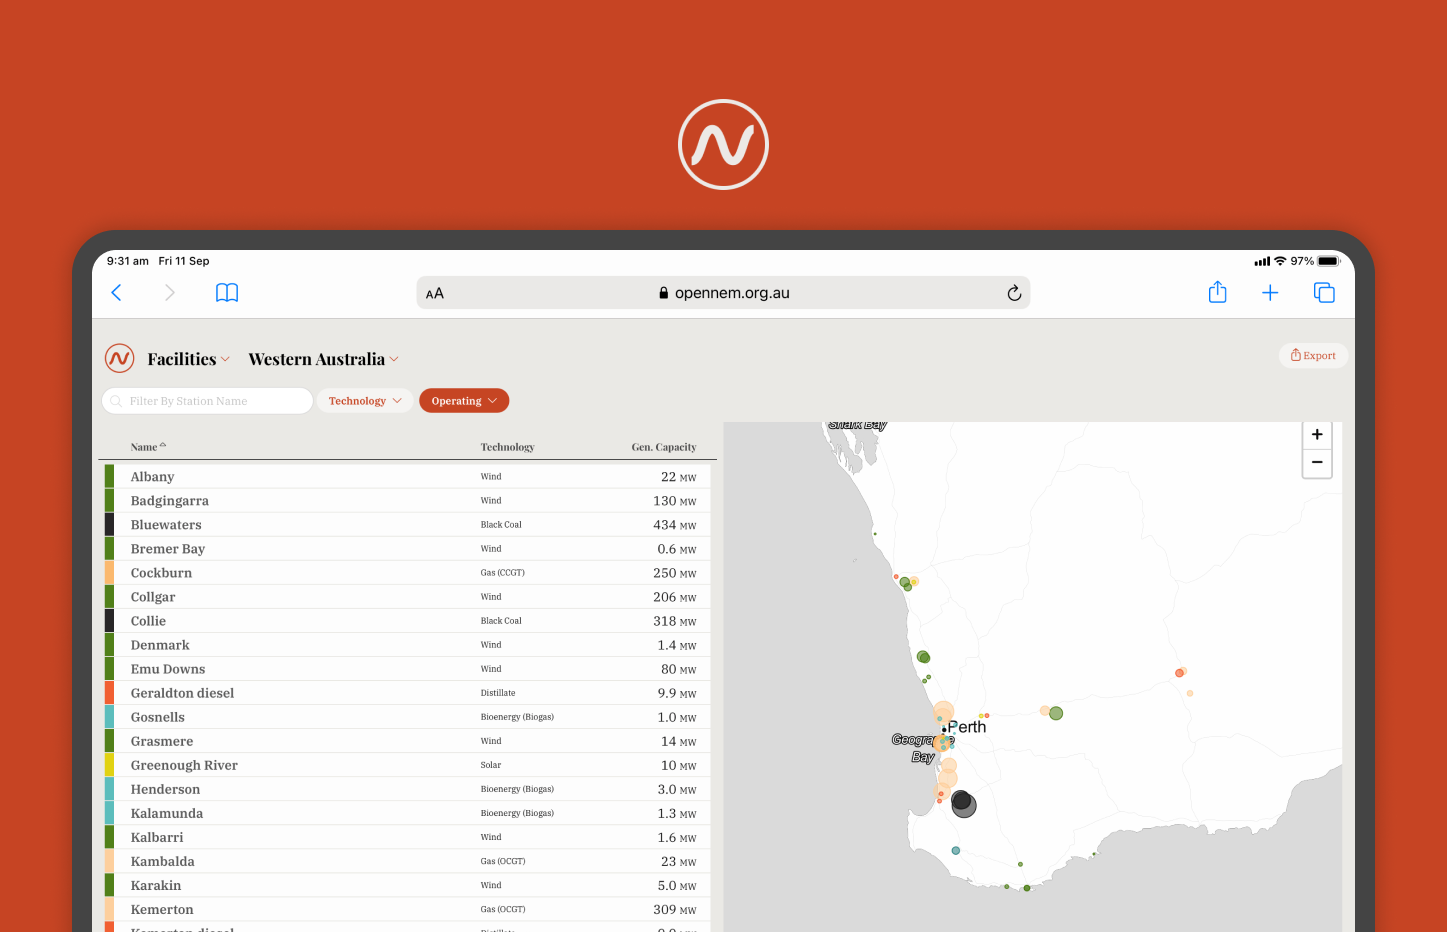 9:31 am Fri 11 Sep
97%
AA
opennem.org.au
Facilities
Western Australia
Export
Filter By Station Name
Technology
Operating
Name
Technology
Gen. Capacity
Albany Wind 22 MW
Badgingarra Wind 130 MW
Bluewaters Black Coal 434 MW
Bremer Bay Wind 0.6 MW
Cockburn Gas (CCGT) 250 MW
Collgar Wind 206 MW
Collie Black Coal 318 MW
Denmark Wind 1.4 MW
Emu Downs Wind 80 MW
Geraldton diesel Distillate 9.9 MW
Gosnells Bioenergy (Biogas) 1.0 MW
Grasmere Wind 14 MW
Greenough River Solar 10 MW
Henderson Bioenergy (Biogas) 3.0 MW
Kalamunda Bioenergy (Biogas) 1.3 MW
Kalbarri Wind 1.6 MW
Kambalda Gas (OCGT) 23 MW
Karakin Wind 5.0 MW
Kemerton Gas (OCGT) 309 MW
Shark Bay
+
−
Perth
Bay